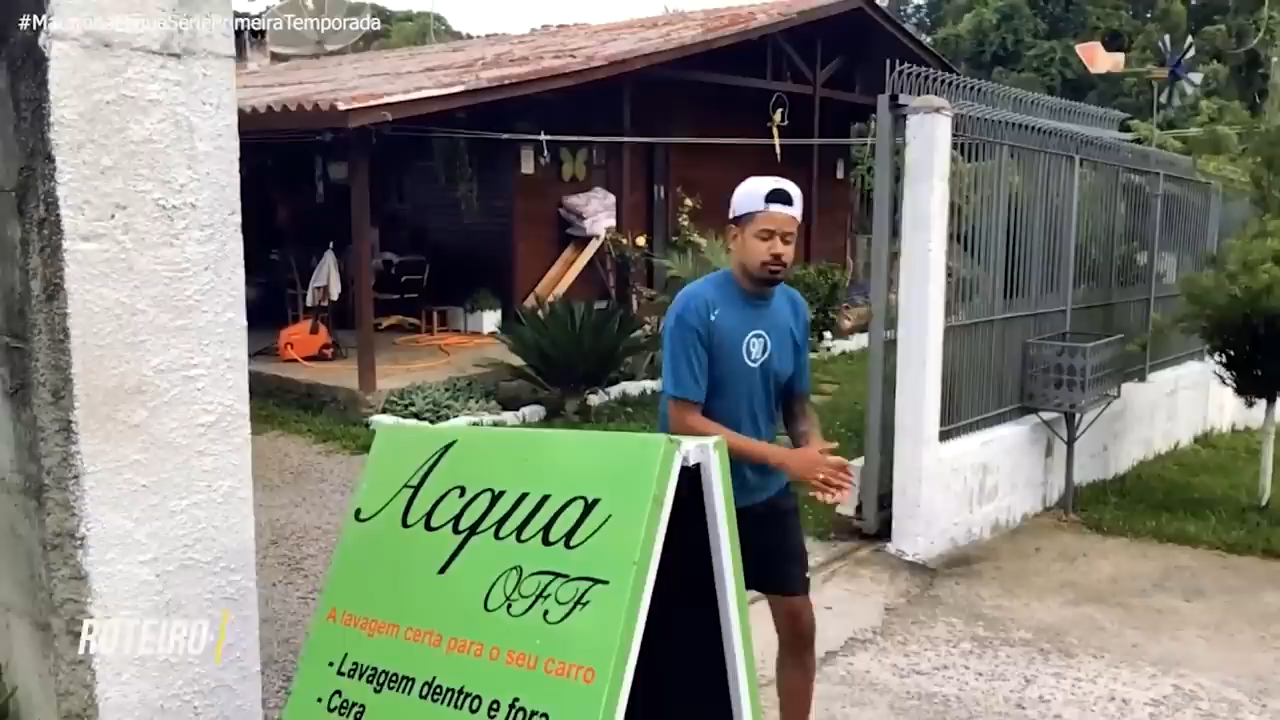 Acqua
OFF
A lavagem certa para o seu carro
- Lavagem dentro e fora
- Cera
ROTEIRO